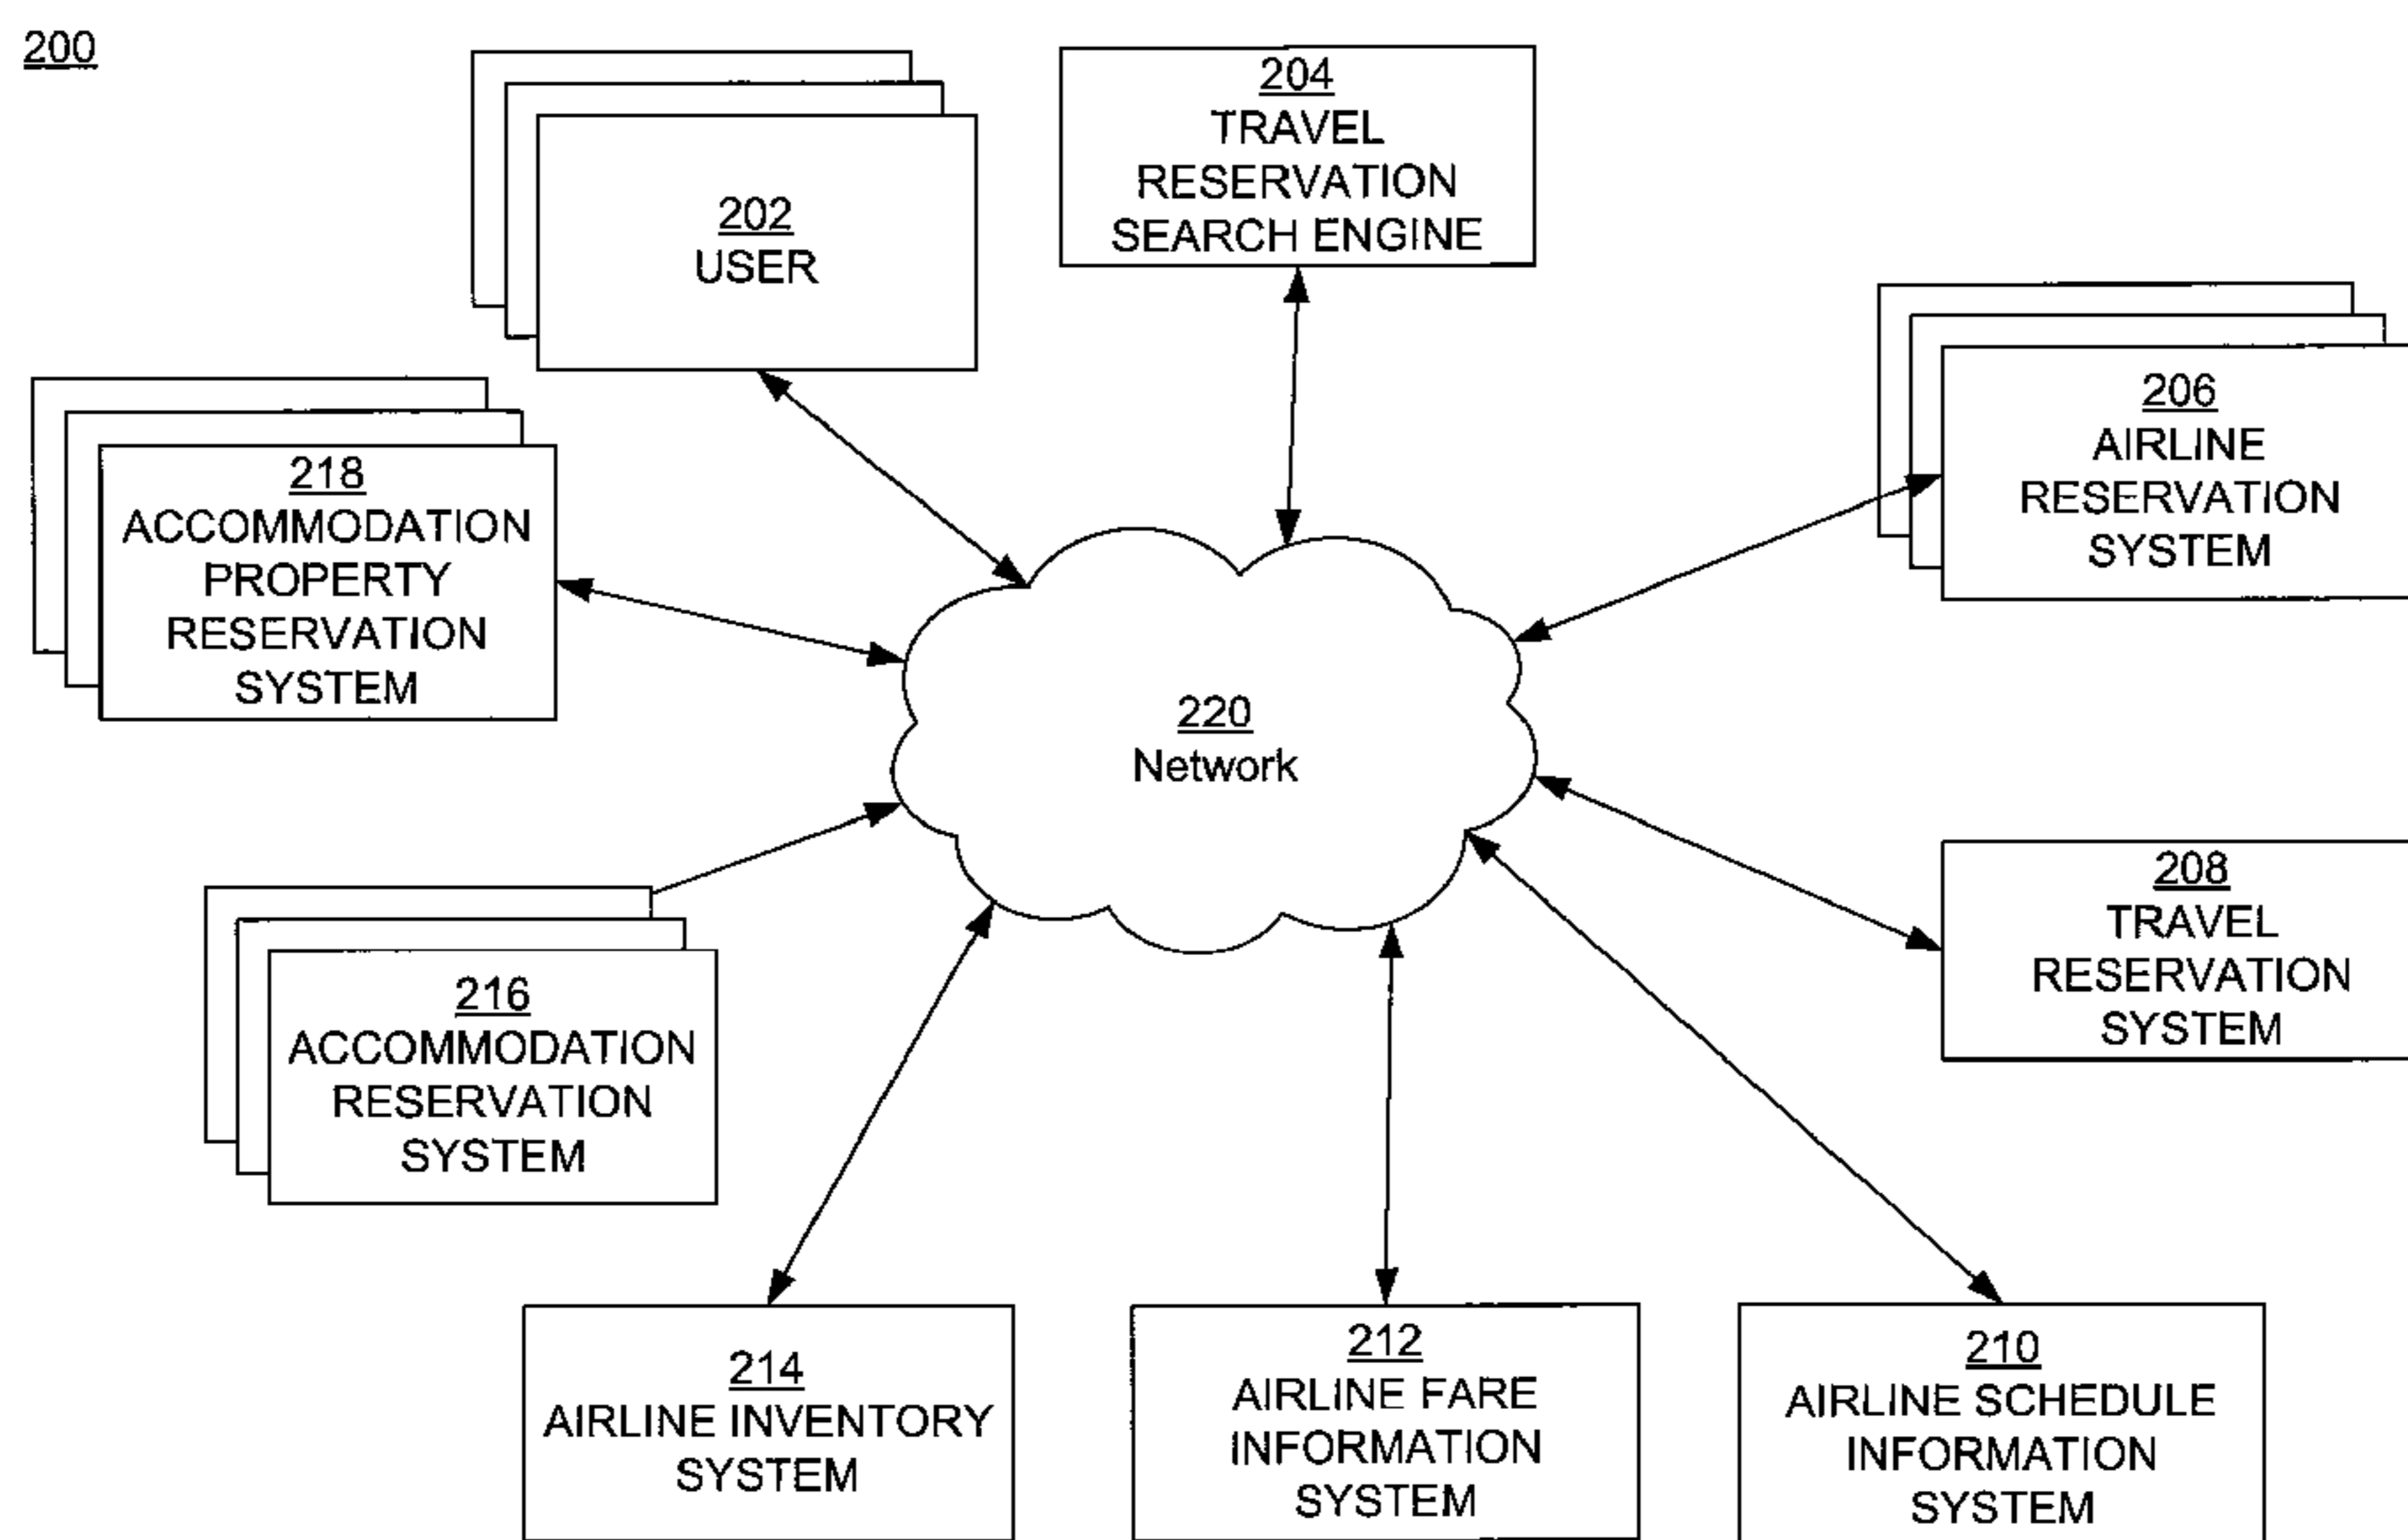 200
202
USER
204
TRAVEL
RESERVATION
SEARCH ENGINE
206
AIRLINE
RESERVATION
SYSTEM
218
ACCOMMODATION
PROPERTY
RESERVATION
SYSTEM
220
Network
208
TRAVEL
RESERVATION
SYSTEM
216
ACCOMMODATION
RESERVATION
SYSTEM
214
AIRLINE INVENTORY
SYSTEM
212
AIRLINE FARE
INFORMATION
SYSTEM
210
AIRLINE SCHEDULE
INFORMATION
SYSTEM